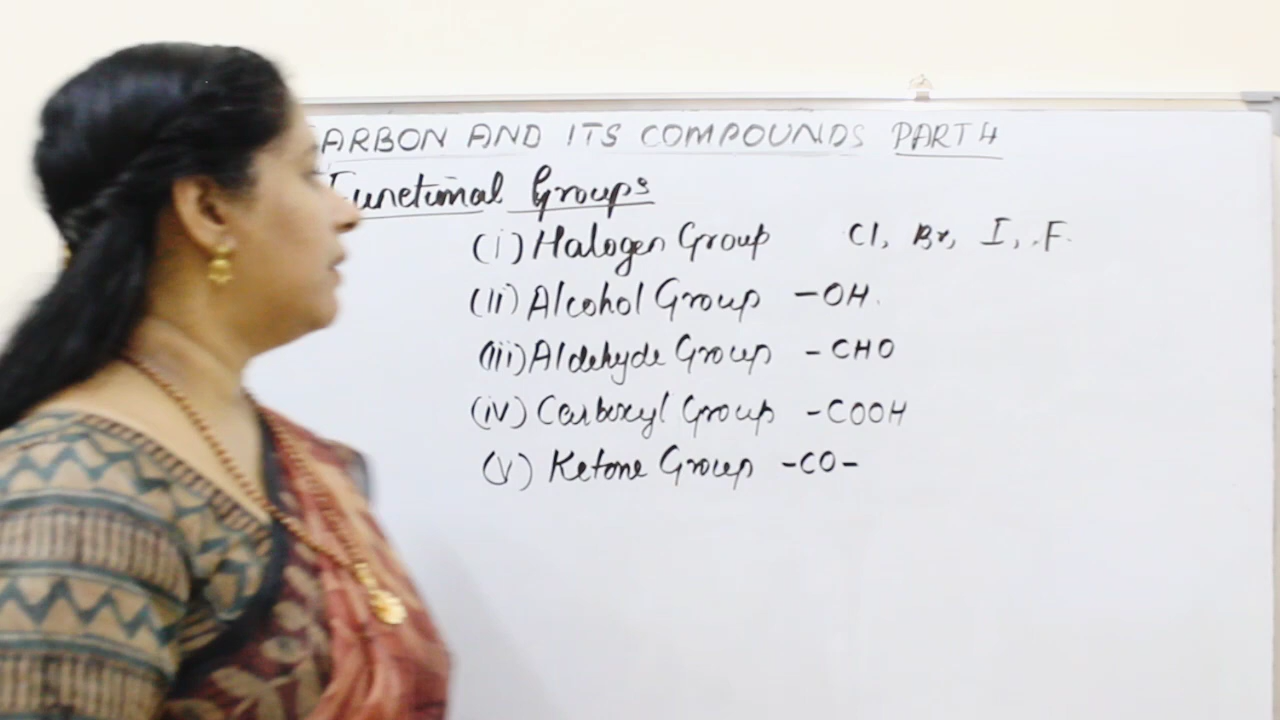 ARBON AND ITS COMPOUNDS PART 4
Functional Groups
(i) Halogen Group Cl, Br, I, F.
(ii) Alcohol Group -OH.
(iii) Aldehyde Group -CHO
(iv) Carboxyl Group -COOH
(v) Ketone Group -CO-